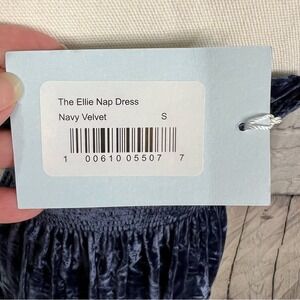 The Ellie Nap Dress
Navy Velvet S
1 00610 05507 7